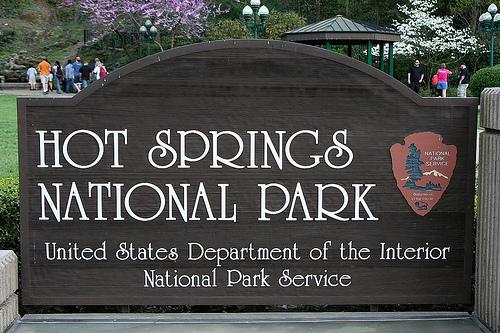 HOT SPRINGS
NATIONAL PARK
United States Department of the Interior
National Park Service
NATIONAL
PARK
SERVICE